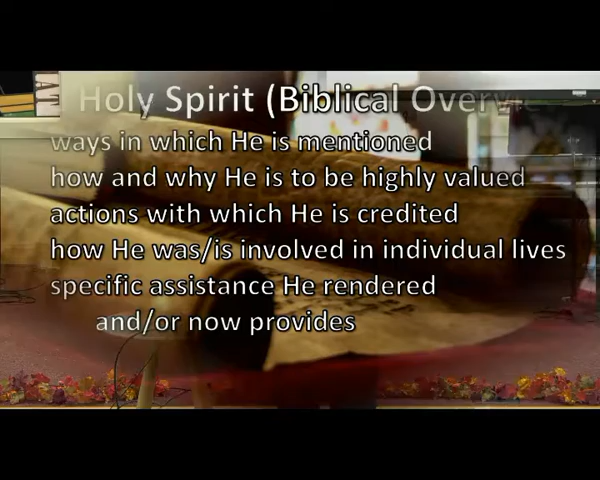 Holy Spirit (Biblical Overvie
ways in which He is mentioned
how and why He is to be highly valued
actions with which He is credited
how He was/is involved in individual lives
specific assistance He rendered
and/or now provides